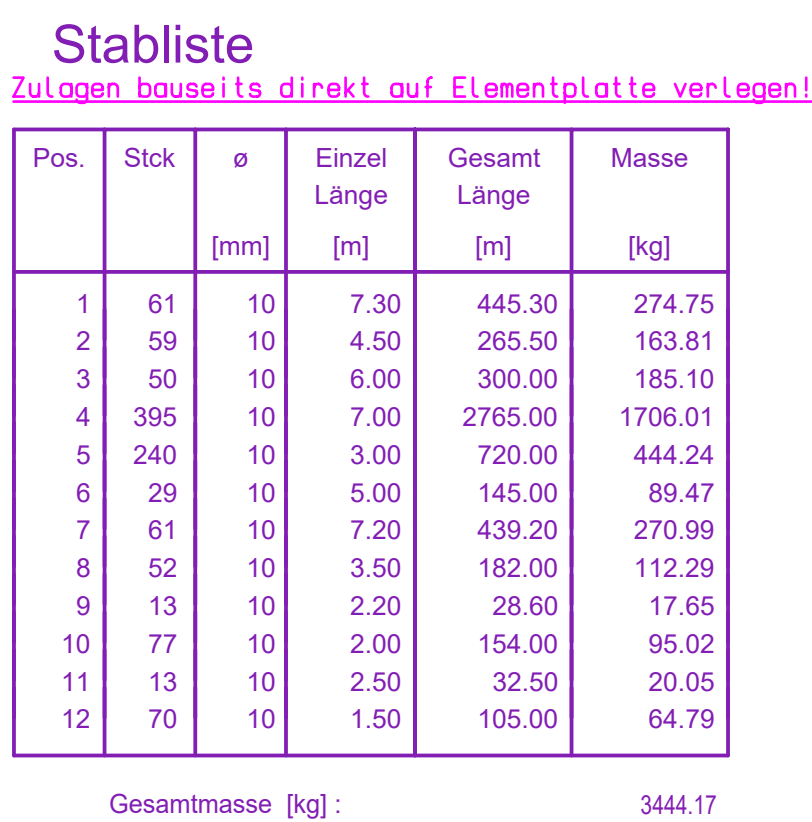 Stabliste
Zulagen bauseits direkt auf Elementplatte verlegen!
Pos. Stck ø Einzel Gesamt Masse
Länge Länge
[mm] [m] [m] [kg]
1 61 10 7.30 445.30 274.75
2 59 10 4.50 265.50 163.81
3 50 10 6.00 300.00 185.10
4 395 10 7.00 2765.00 1706.01
5 240 10 3.00 720.00 444.24
6 29 10 5.00 145.00 89.47
7 61 10 7.20 439.20 270.99
8 52 10 3.50 182.00 112.29
9 13 10 2.20 28.60 17.65
10 77 10 2.00 154.00 95.02
11 13 10 2.50 32.50 20.05
12 70 10 1.50 105.00 64.79
Gesamtmasse [kg] : 3444.17